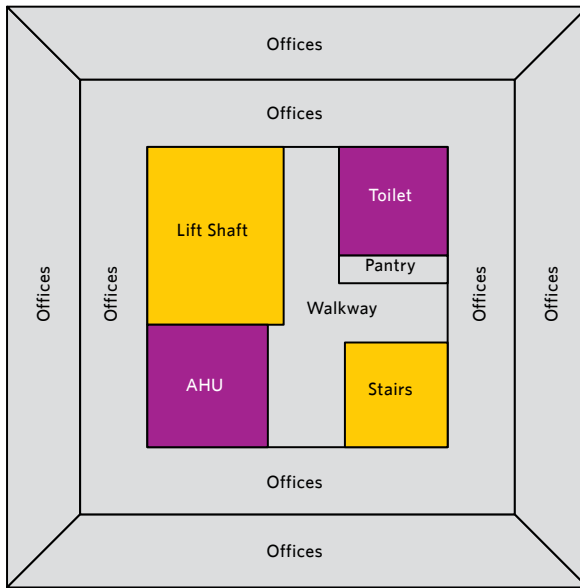 Offices
Offices
Toilet
Lift Shaft
Pantry
Offices
Offices
Walkway
Offices
Offices
AHU
Stairs
Offices
Offices